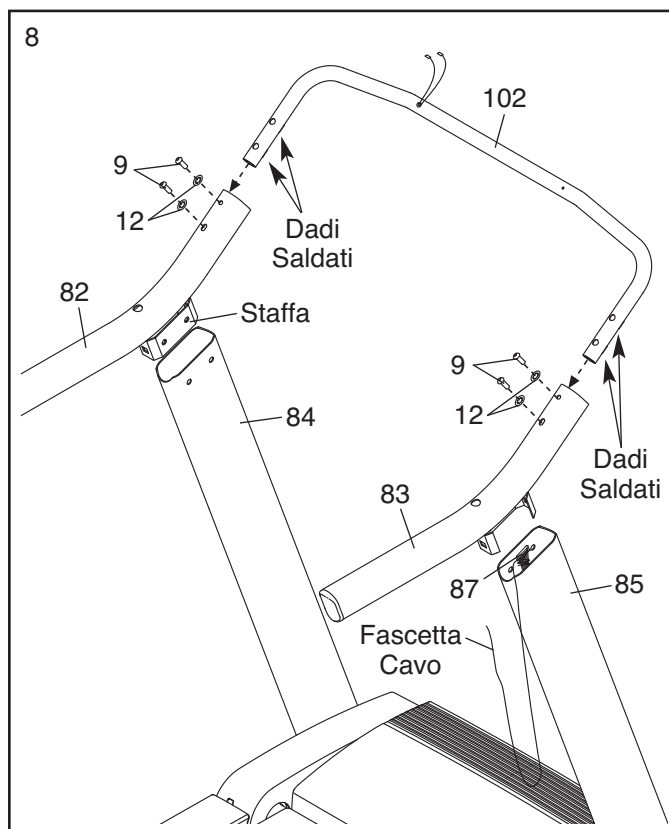 8
102
9
12
Dadi
Saldati
82
Staffa
9
84
12
Dadi
Saldati
83
87
85
Fascetta
Cavo